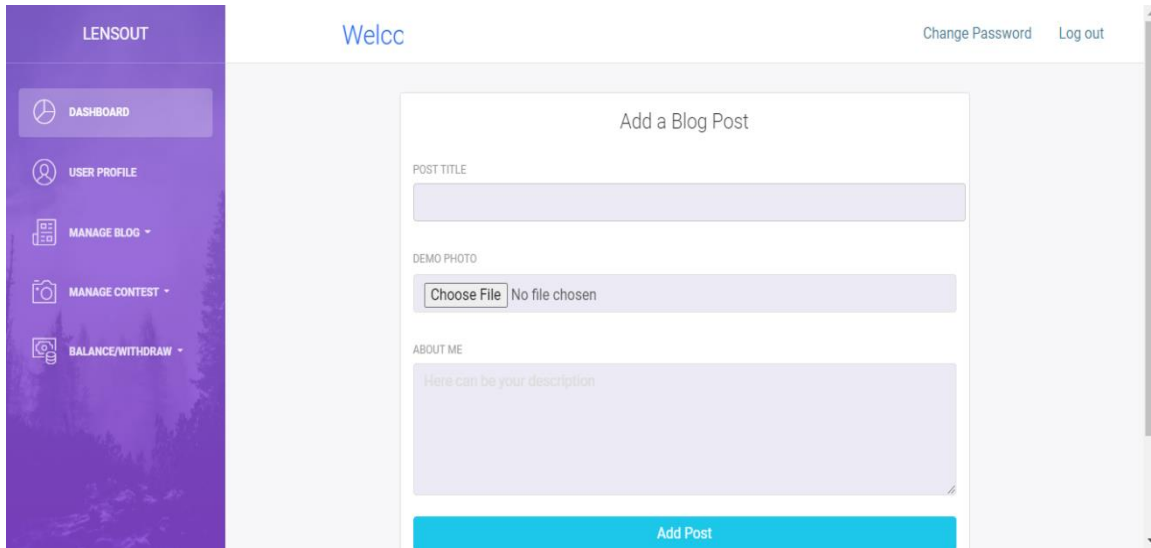 LENSOUT
Welcc
Change Password
Log out
DASHBOARD
USER PROFILE
MANAGE BLOG
MANAGE CONTEST
BALANCE/WITHDRAW
Add a Blog Post
POST TITLE
DEMO PHOTO
Choose File No file chosen
ABOUT ME
Here can be your description
Add Post